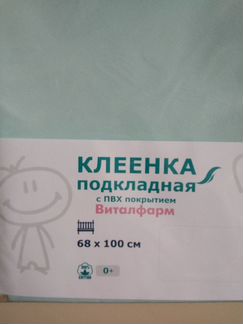 КЛЕЕНКА
подкладная
с ПВХ покрытием
Виталфарм
68 x 100 см
0+